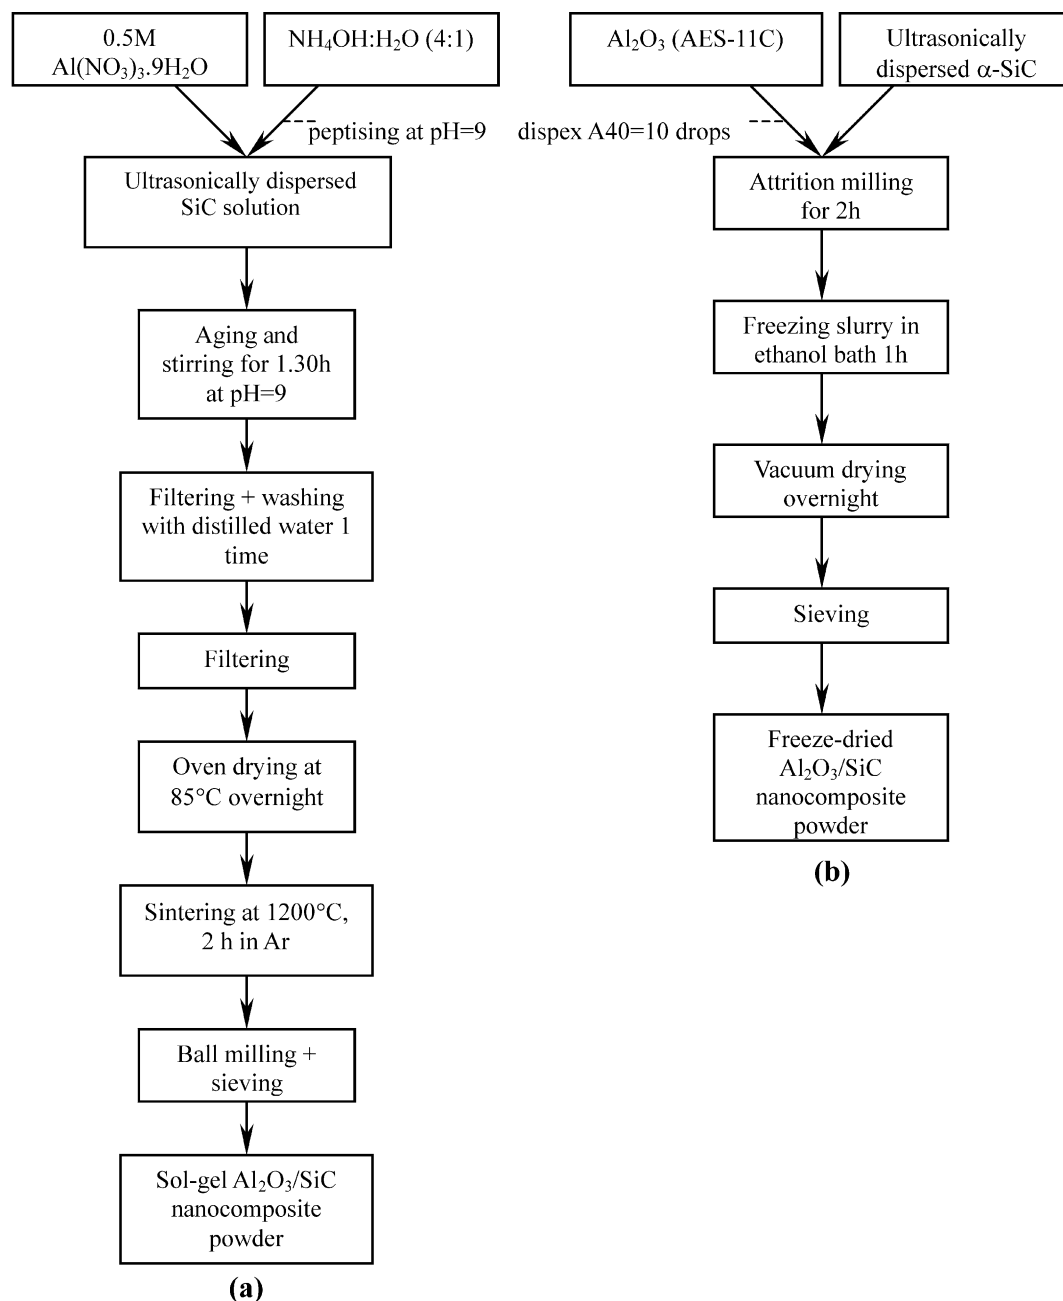 0.5M
Al(NO₃)₃.9H₂O
NH₄OH:H₂O (4:1)
peptising at pH=9
Ultrasonically dispersed
SiC solution
Aging and
stirring for 1.30h
at pH=9
Filtering + washing
with distilled water 1
time
Filtering
Oven drying at
85°C overnight
Sintering at 1200°C,
2 h in Ar
Ball milling +
sieving
Sol-gel Al₂O₃/SiC
nanocomposite
powder
(a)
Al₂O₃ (AES-11C)
Ultrasonically
dispersed α-SiC
dispex A40=10 drops
Attrition milling
for 2h
Freezing slurry in
ethanol bath 1h
Vacuum drying
overnight
Sieving
Freeze-dried
Al₂O₃/SiC
nanocomposite
powder
(b)